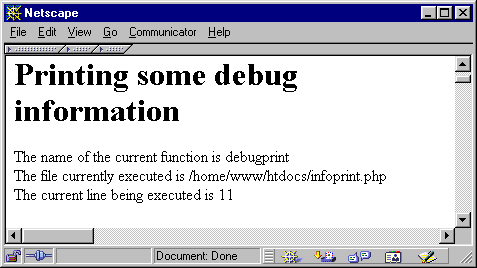 Netscape
File Edit View Go Communicator Help
Printing some debug
information
The name of the current function is debugprint
The file currently executed is /home/www/htdocs/infoprint.php
The current line being executed is 11
Document: Done